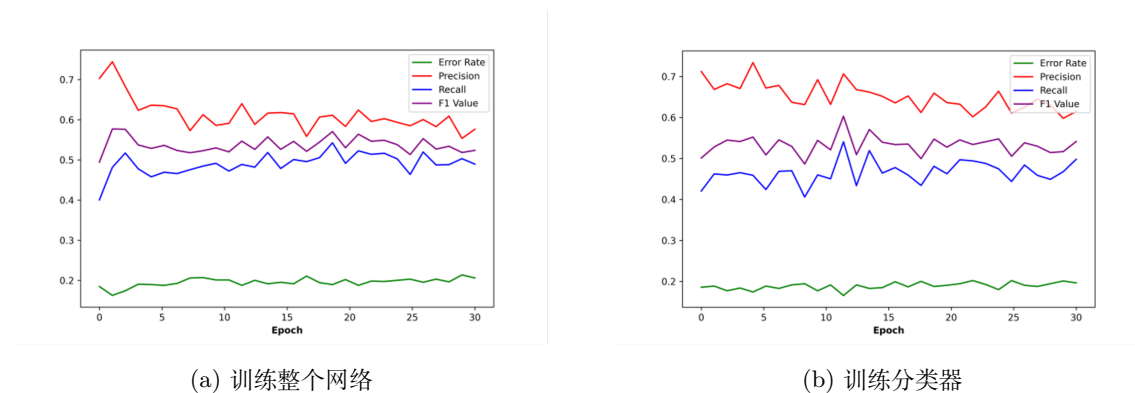 Error Rate
Precision
Recall
F1 Value
0.7
0.6
0.5
0.4
0.3
0.2
0 5 10 15 20 25 30
Epoch
(a) 训练整个网络
Error Rate
Precision
Recall
F1 Value
0.7
0.6
0.5
0.4
0.3
0.2
0 5 10 15 20 25 30
Epoch
(b) 训练分类器